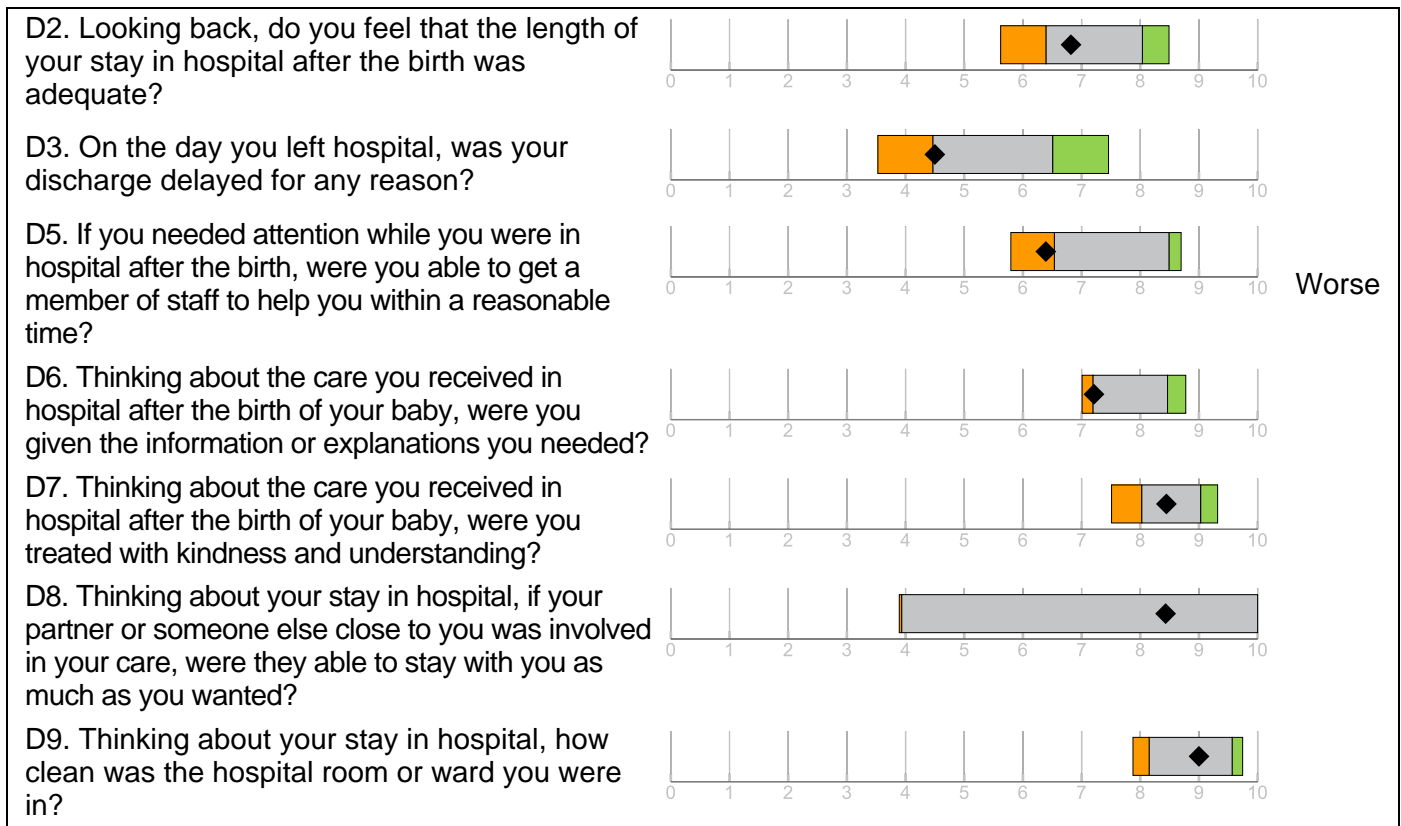 D2. Looking back, do you feel that the length of
your stay in hospital after the birth was
adequate?
0 1 2 3 4 5 6 7 8 9 10
D3. On the day you left hospital, was your
discharge delayed for any reason?
0 1 2 3 4 5 6 7 8 9 10
D5. If you needed attention while you were in
hospital after the birth, were you able to get a
member of staff to help you within a reasonable
time?
0 1 2 3 4 5 6 7 8 9 10
Worse
D6. Thinking about the care you received in
hospital after the birth of your baby, were you
given the information or explanations you needed?
0 1 2 3 4 5 6 7 8 9 10
D7. Thinking about the care you received in
hospital after the birth of your baby, were you
treated with kindness and understanding?
0 1 2 3 4 5 6 7 8 9 10
D8. Thinking about your stay in hospital, if your
partner or someone else close to you was involved
in your care, were they able to stay with you as
much as you wanted?
0 1 2 3 4 5 6 7 8 9 10
D9. Thinking about your stay in hospital, how
clean was the hospital room or ward you were
in?
0 1 2 3 4 5 6 7 8 9 10